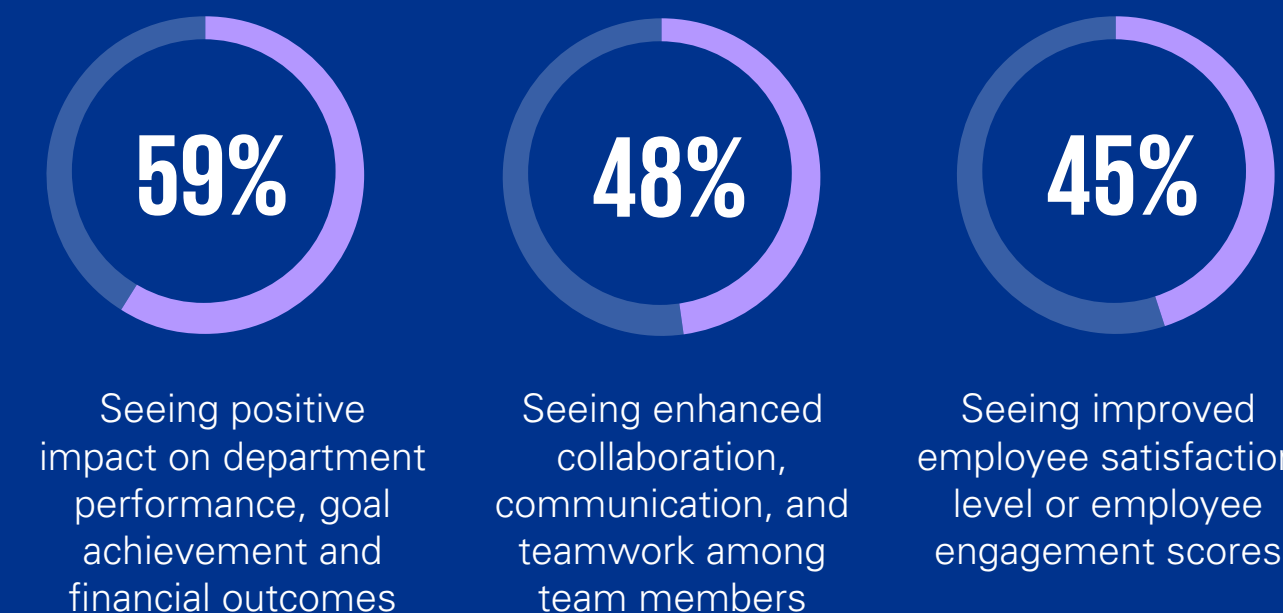 59%
Seeing positive
impact on department
performance, goal
achievement and
financial outcomes
48%
Seeing enhanced
collaboration,
communication, and
teamwork among
team members
45%
Seeing improved
employee satisfaction
level or employee
engagement scores